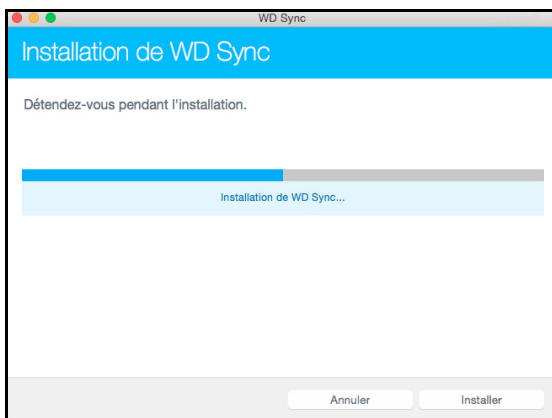 WD Sync
Installation de WD Sync
Détendez-vous pendant l'installation.
Installation de WD Sync...
Annuler
Installer